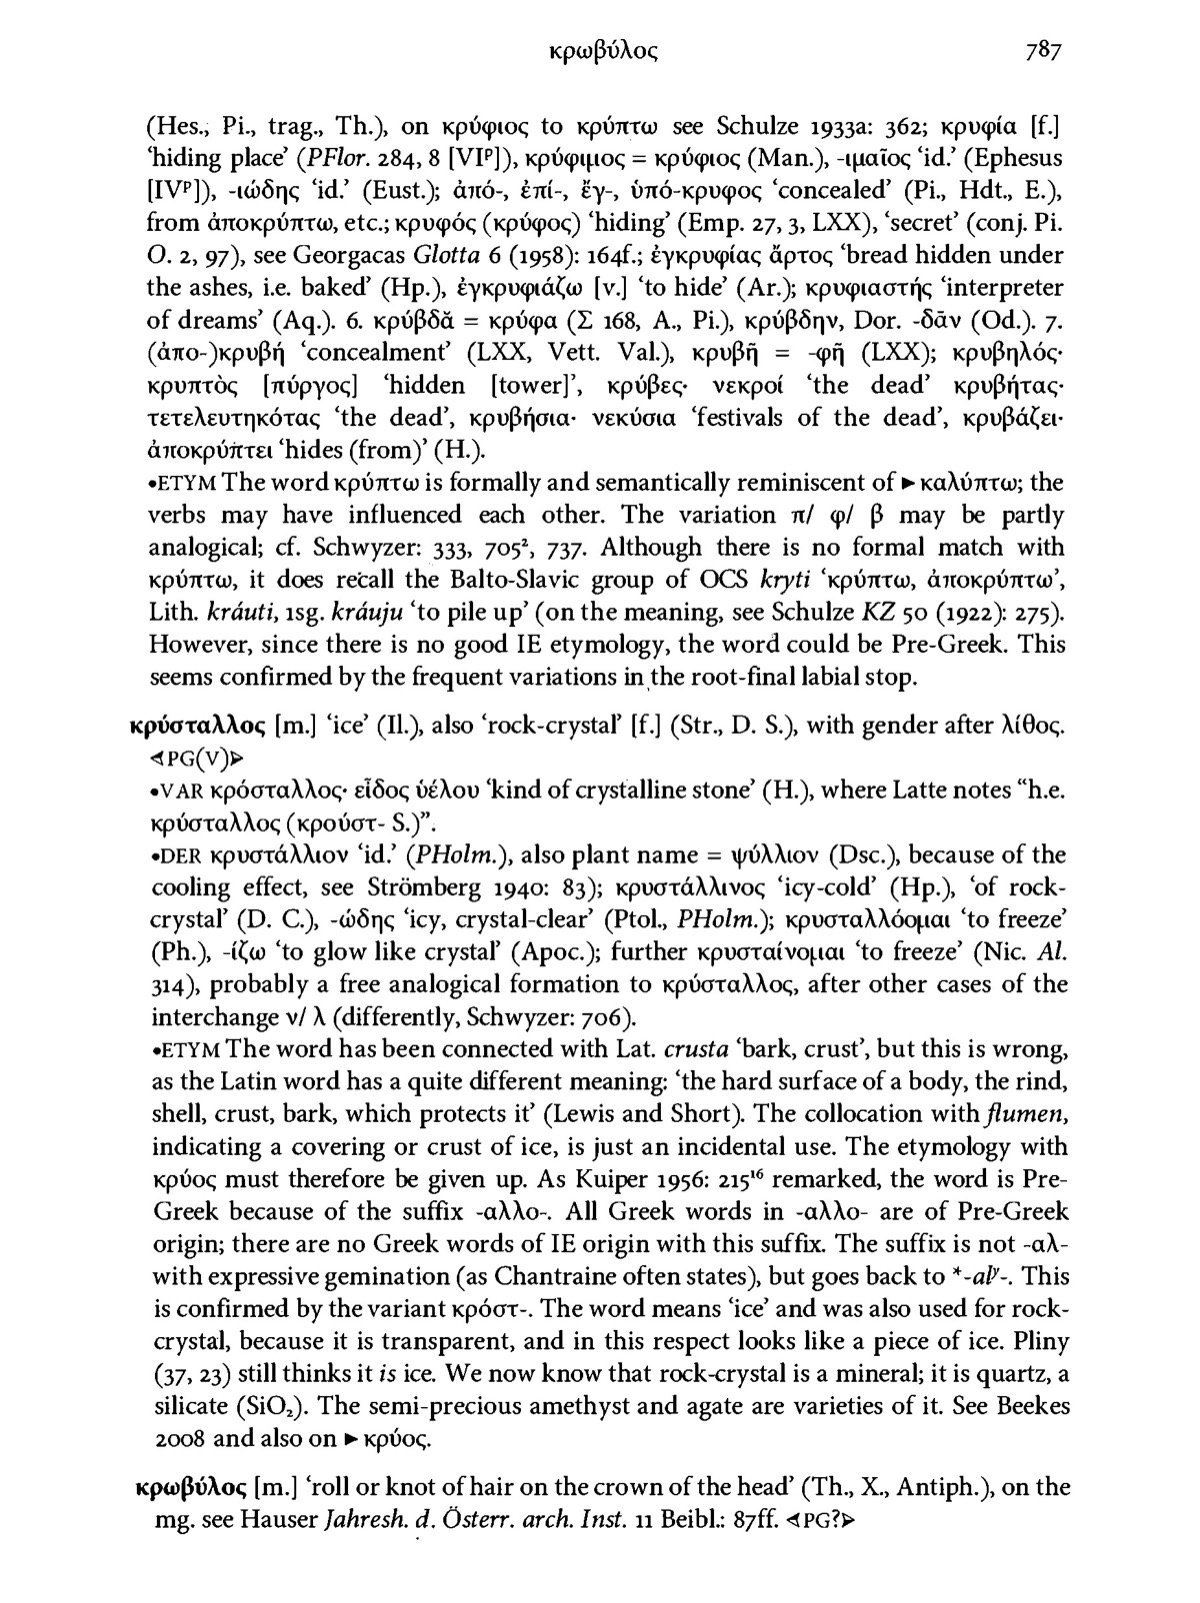 κρωβύλος 787
(Hes., Pi., trag., Th.), on κρύφιος to κρύπτω see Schulze 1933a: 362; κρυφία [f.]
‘hiding place’ (PFlor. 284, 8 [VIᵖ]), κρύφιμος = κρύφιος (Man.), -ιμαῖος ‘id.’ (Ephesus
[IVᵖ]), -ιώδης ‘id.’ (Eust.); ἀπό-, ἐπί-, ἔγ-, ὑπό-κρυφος ‘concealed’ (Pi., Hdt., E.),
from ἀποκρύπτω, etc.; κρυφός (κρύφος) ‘hiding’ (Emp. 27, 3, LXX), ‘secret’ (conj. Pi.
O. 2, 97), see Georgacas Glotta 6 (1958): 164f.; ἐγκρυφίας ἄρτος ‘bread hidden under
the ashes, i.e. baked’ (Hp.), ἐγκρυφιάζω [v.] ‘to hide’ (Ar.); κρυφιαστής ‘interpreter
of dreams’ (Aq.). 6. κρύβδᾰ = κρύφα (Σ 168, A., Pi.), κρύβδην, Dor. -δᾱν (Od.). 7.
(ἀπο-)κρυβή ‘concealment’ (LXX, Vett. Val.), κρυβῆ = -φῆ (LXX); κρυβηλός·
κρυπτὸς [πύργος] ‘hidden [tower]’, κρύβες· νεκροί ‘the dead’ κρυβήτας·
τετελευτηκότας ‘the dead’, κρυβήσια· νεκύσια ‘festivals of the dead’, κρυβάζει·
ἀποκρύπτει ‘hides (from)’ (H.).
•ETYM The word κρύπτω is formally and semantically reminiscent of ► καλύπτω; the
verbs may have influenced each other. The variation π/ φ/ β may be partly
analogical; cf. Schwyzer: 333, 705², 737. Although there is no formal match with
κρύπτω, it does recall the Balto-Slavic group of OCS kryti ‘κρύπτω, ἀποκρύπτω’,
Lith. kráuti, 1sg. kráuju ‘to pile up’ (on the meaning, see Schulze KZ 50 (1922): 275).
However, since there is no good IE etymology, the word could be Pre-Greek. This
seems confirmed by the frequent variations in the root-final labial stop.
κρύσταλλος [m.] ‘ice’ (Il.), also ‘rock-crystal’ [f.] (Str., D. S.), with gender after λίθος.
⊲PG(V)⊳
•VAR κρόσταλλος· εἶδος ὑέλου ‘kind of crystalline stone’ (H.), where Latte notes “h.e.
κρύσταλλος (κρούστ- S.)”.
•DER κρυστάλλιον ‘id.’ (PHolm.), also plant name = ψύλλιον (Dsc.), because of the
cooling effect, see Strömberg 1940: 83); κρυστάλλινος ‘icy-cold’ (Hp.), ‘of rock-
crystal’ (D. C.), -ώδης ‘icy, crystal-clear’ (Ptol., PHolm.); κρυσταλλόομαι ‘to freeze’
(Ph.), -ίζω ‘to glow like crystal’ (Apoc.); further κρυσταίνομαι ‘to freeze’ (Nic. Al.
314), probably a free analogical formation to κρύσταλλος, after other cases of the
interchange ν/ λ (differently, Schwyzer: 706).
•ETYM The word has been connected with Lat. crusta ‘bark, crust’, but this is wrong,
as the Latin word has a quite different meaning: ‘the hard surface of a body, the rind,
shell, crust, bark, which protects it’ (Lewis and Short). The collocation with flumen,
indicating a covering or crust of ice, is just an incidental use. The etymology with
κρύος must therefore be given up. As Kuiper 1956: 215¹⁶ remarked, the word is Pre-
Greek because of the suffix -αλλο-. All Greek words in -αλλο- are of Pre-Greek
origin; there are no Greek words of IE origin with this suffix. The suffix is not -αλ-
with expressive gemination (as Chantraine often states), but goes back to *-alʸ-. This
is confirmed by the variant κρόστ-. The word means ‘ice’ and was also used for rock-
crystal, because it is transparent, and in this respect looks like a piece of ice. Pliny
(37, 23) still thinks it is ice. We now know that rock-crystal is a mineral; it is quartz, a
silicate (SiO₂). The semi-precious amethyst and agate are varieties of it. See Beekes
2008 and also on ► κρύος.
κρωβύλος [m.] ‘roll or knot of hair on the crown of the head’ (Th., X., Antiph.), on the
mg. see Hauser Jahresh. d. Österr. arch. Inst. 11 Beibl.: 87ff. ⊲PG?⊳